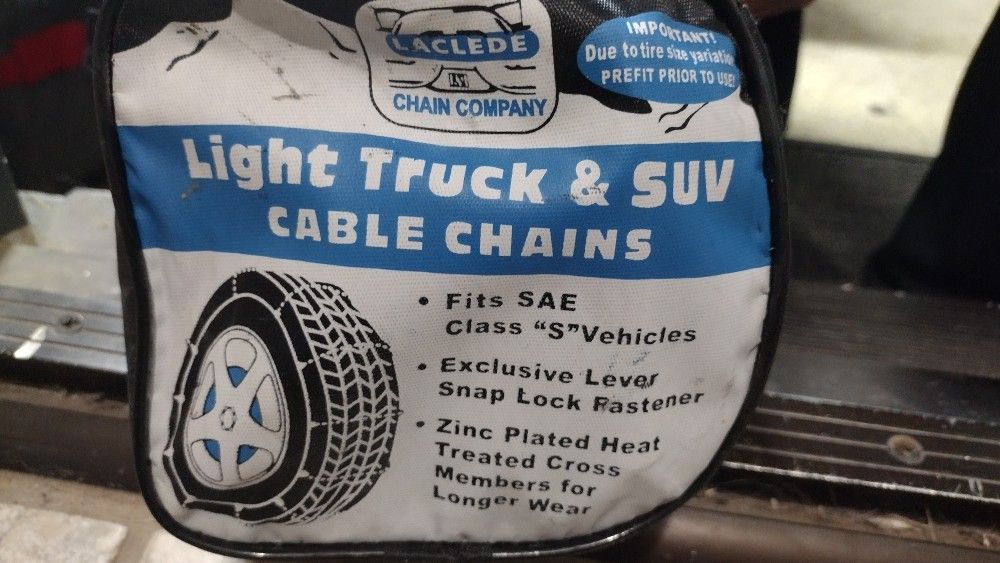 LACLEDE
CHAIN COMPANY
IMPORTANT!
Due to tire size variation
PREFIT PRIOR TO USE!
Light Truck & SUV
CABLE CHAINS
• Fits SAE
Class "S" Vehicles
• Exclusive Lever
Snap Lock Fastener
• Zinc Plated Heat
Treated Cross
Members for
Longer Wear